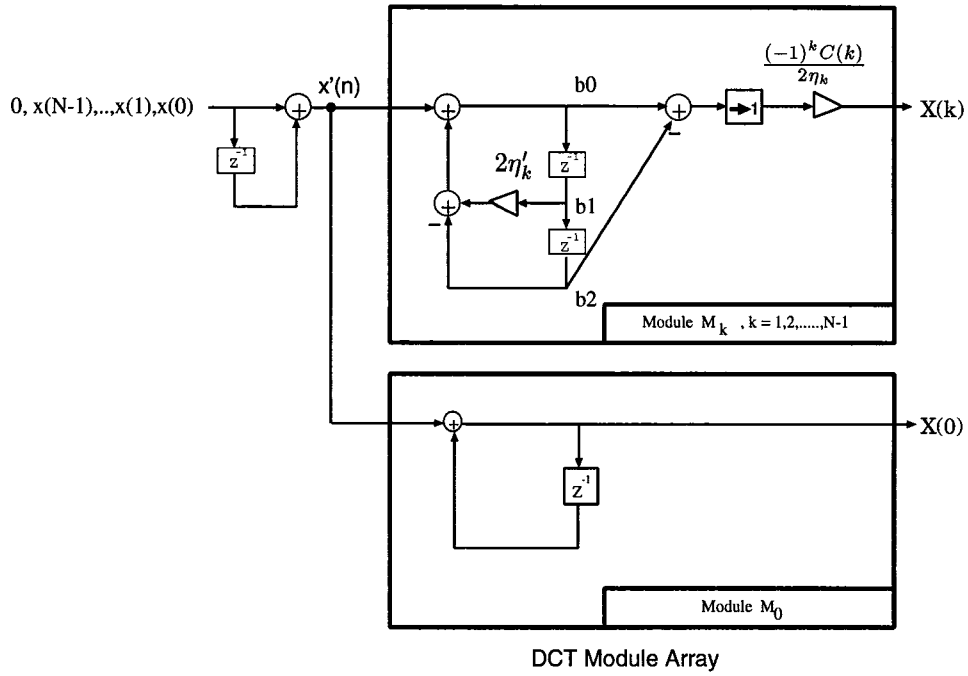 (-1)^k C(k)
2η_k
x'(n)
b0
0, x(N-1),..,x(1),x(0)
+
+
+
→1
X(k)
−
z^-1
2η'_k
z^-1
+
b1
−
z^-1
b2
Module M_k , k = 1,2,.....,N-1
+
X(0)
z^-1
Module M_0
DCT Module Array